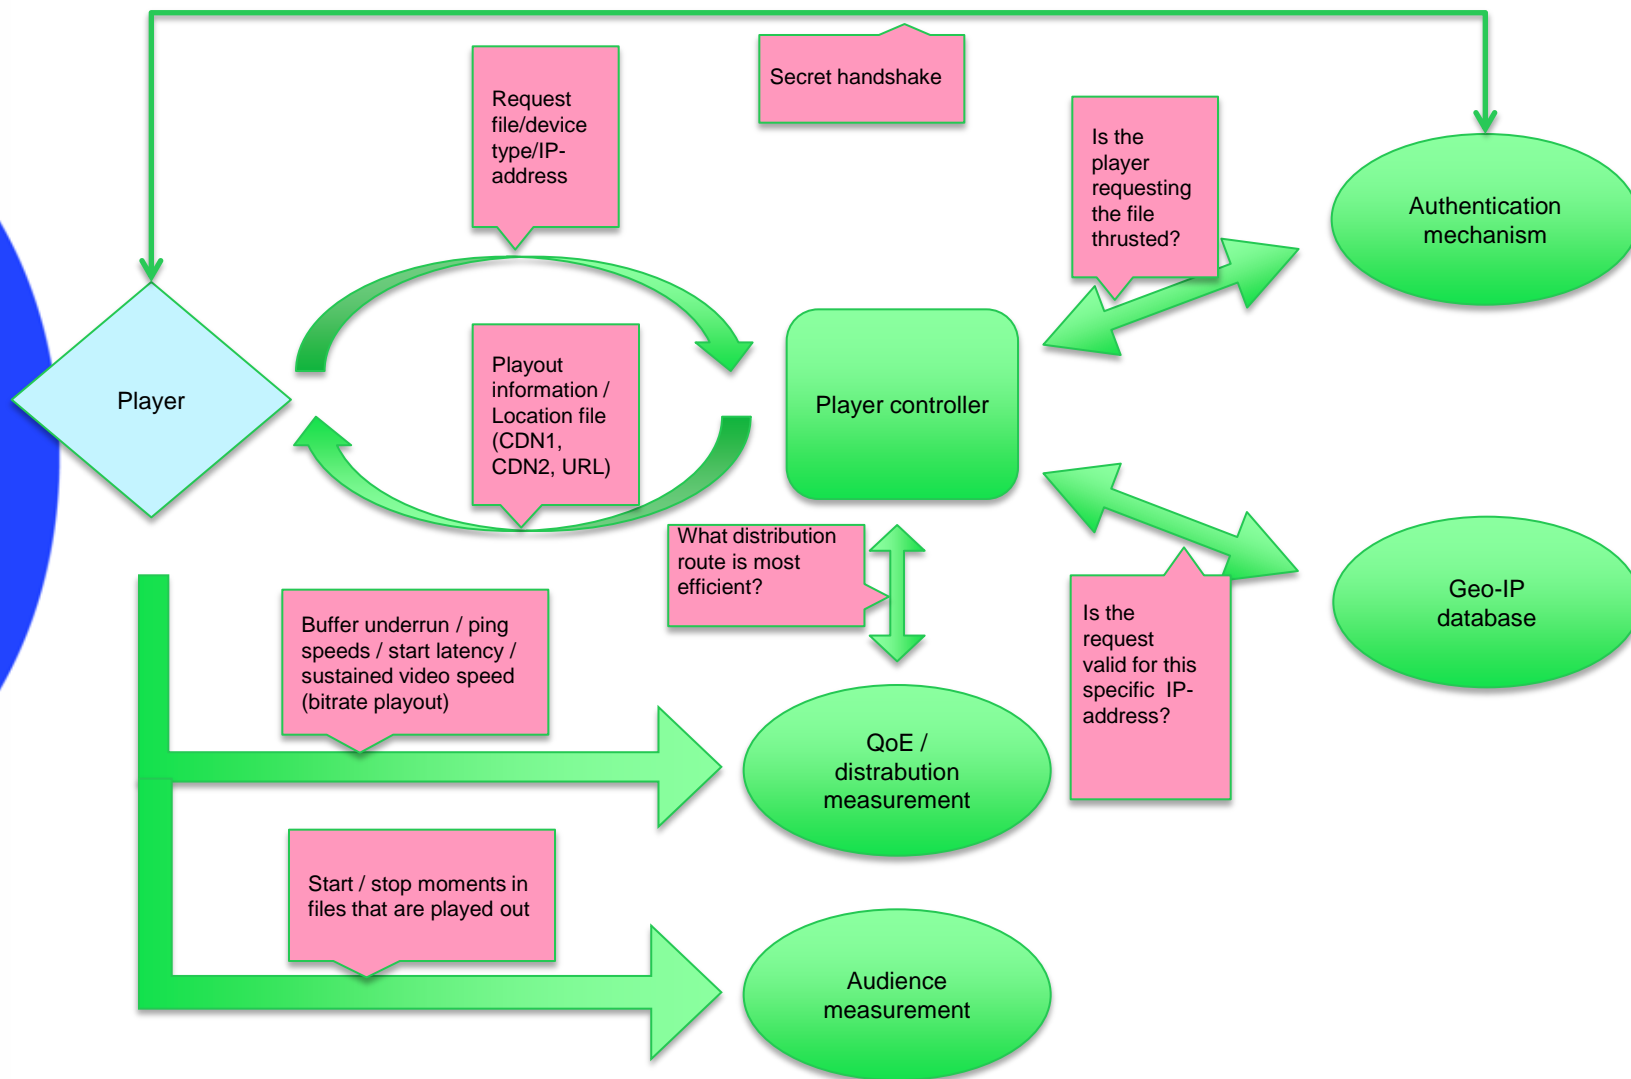 Secret handshake
Request
file/device
type/IP-
address
Is the
player
requesting
the file
thrusted?
Authentication
mechanism
Player
Playout
information /
Location file
(CDN1,
CDN2, URL)
Player controller
What distribution
route is most
efficient?
Is the
request
valid for this
specific  IP-
address?
Geo-IP
database
Buffer underrun / ping
speeds / start latency /
sustained video speed
(bitrate playout)
QoE /
distrabution
measurement
Start / stop moments in
files that are played out
Audience
measurement